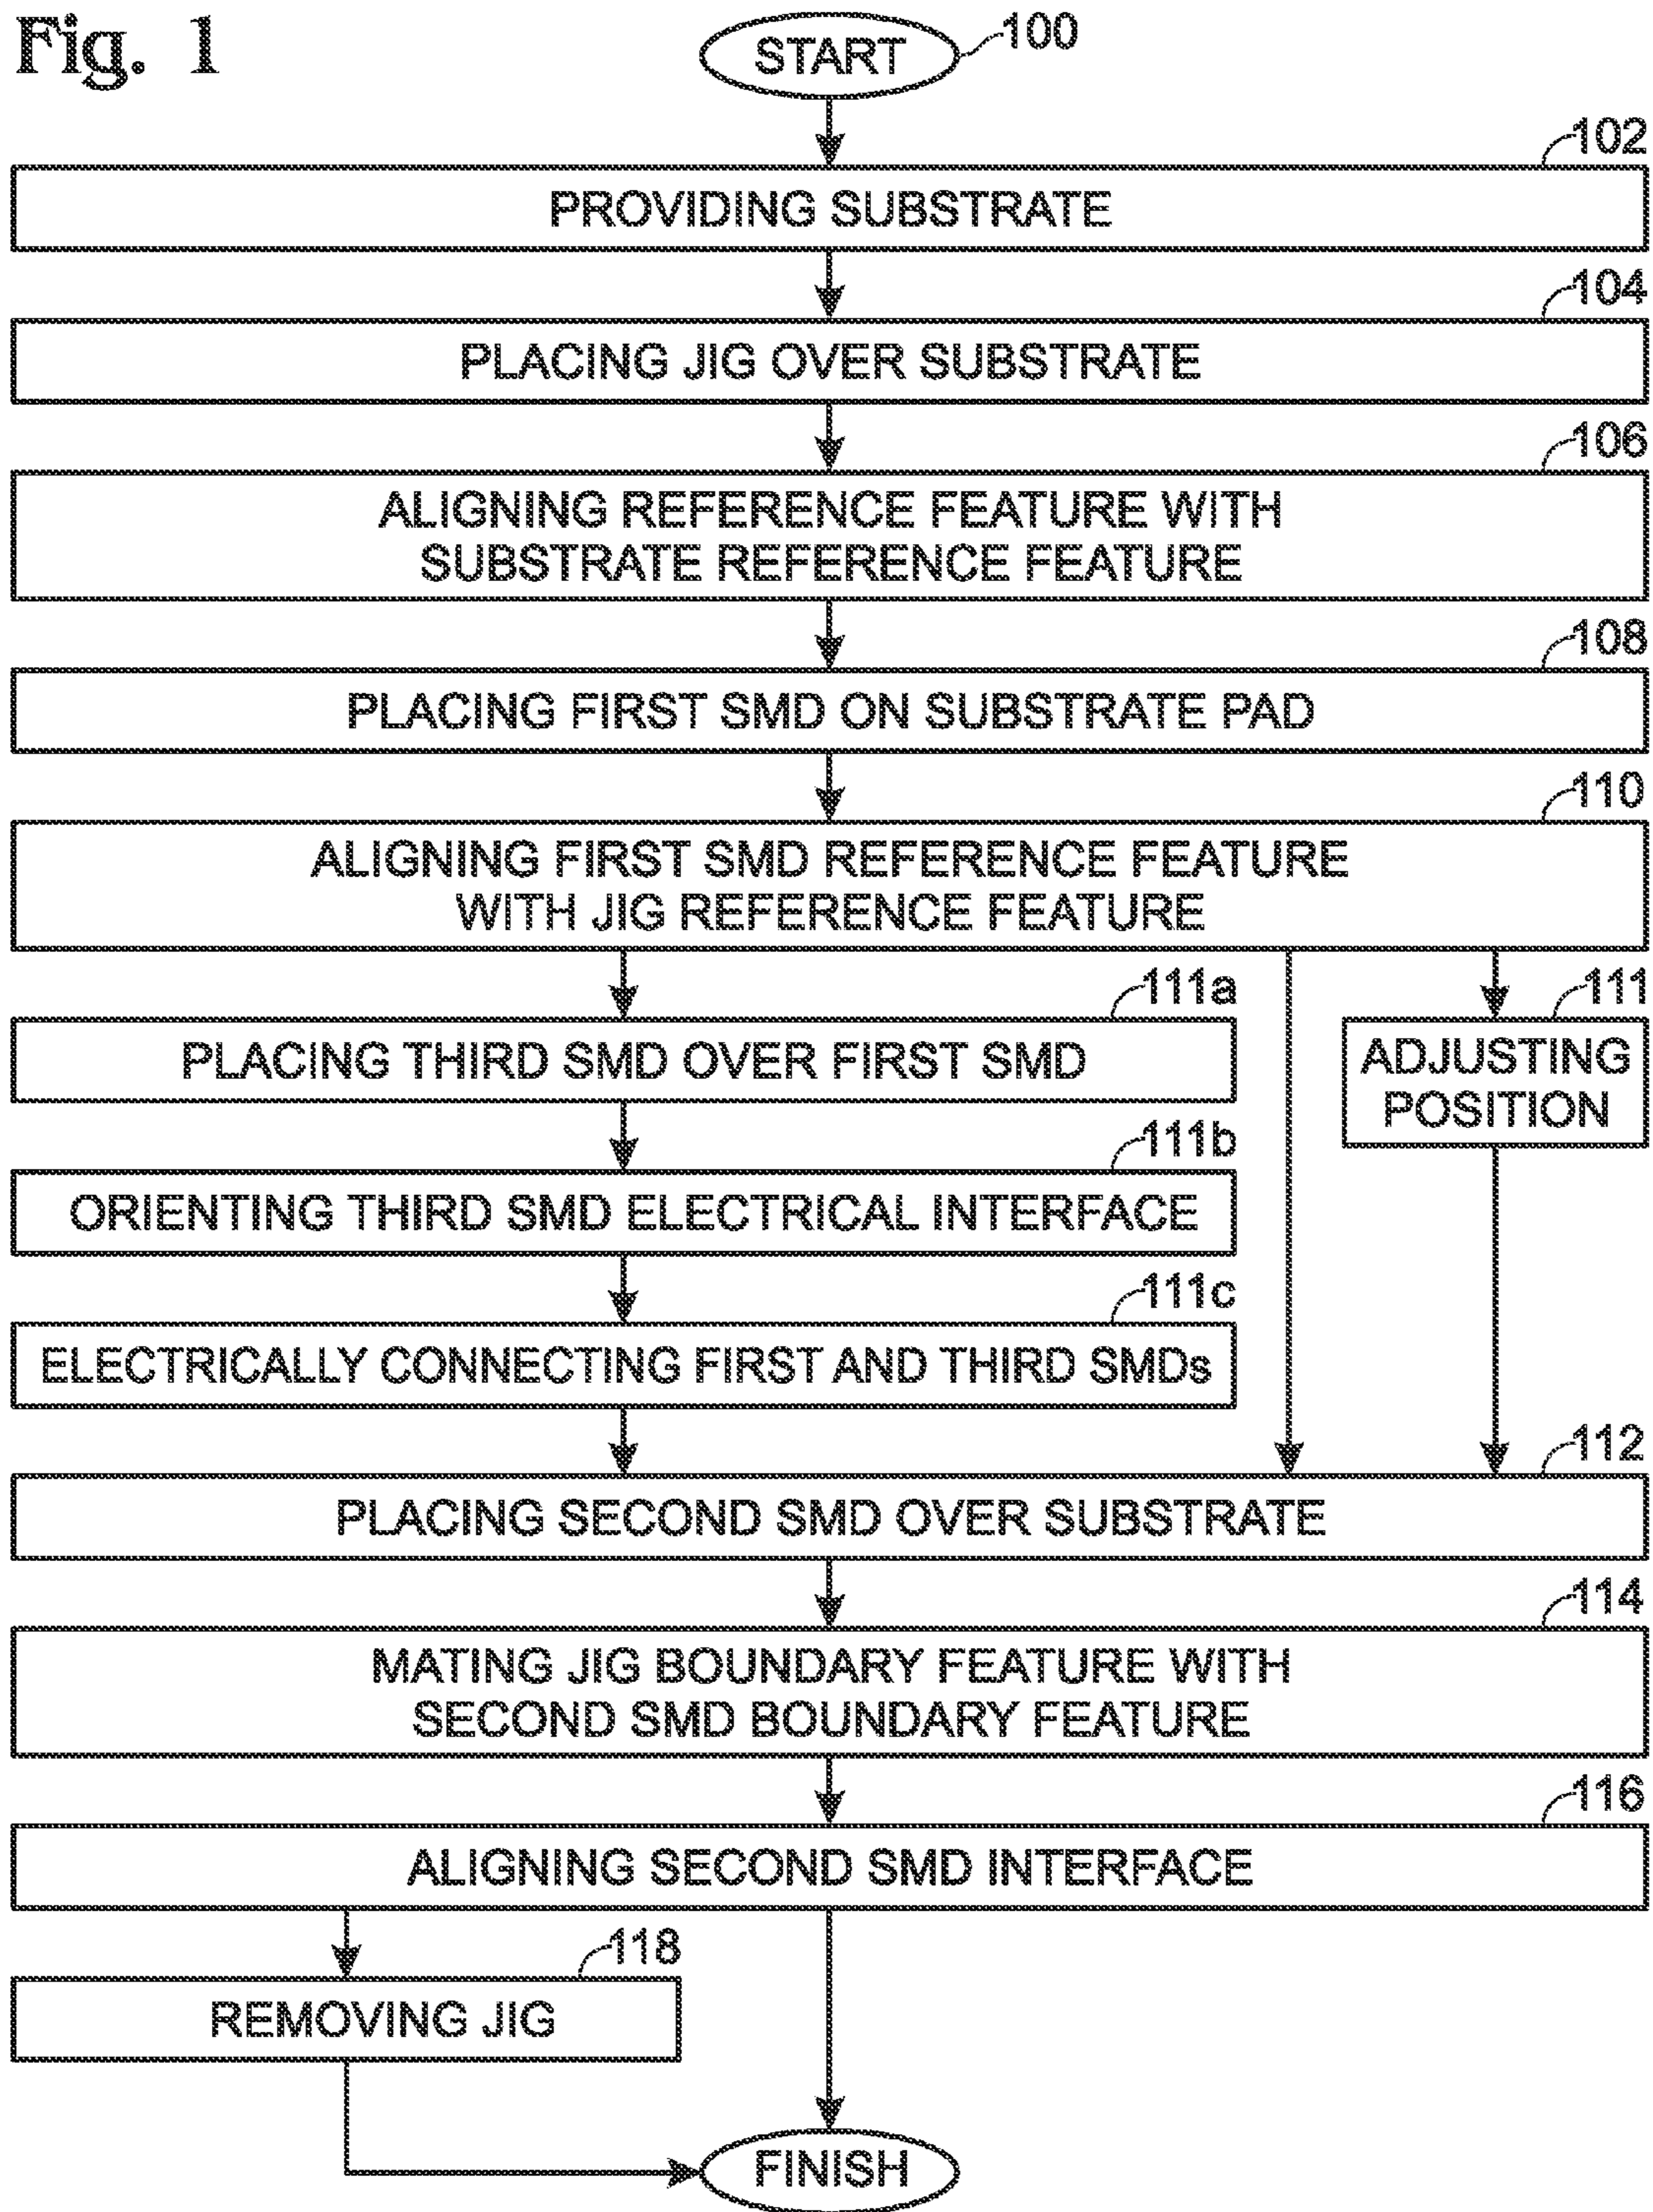 Fig. 1
START
100
102
PROVIDING SUBSTRATE
104
PLACING JIG OVER SUBSTRATE
106
ALIGNING REFERENCE FEATURE WITH
SUBSTRATE REFERENCE FEATURE
108
PLACING FIRST SMD ON SUBSTRATE PAD
110
ALIGNING FIRST SMD REFERENCE FEATURE
WITH JIG REFERENCE FEATURE
111a
PLACING THIRD SMD OVER FIRST SMD
111
ADJUSTING
POSITION
111b
ORIENTING THIRD SMD ELECTRICAL INTERFACE
111c
ELECTRICALLY CONNECTING FIRST AND THIRD SMDs
112
PLACING SECOND SMD OVER SUBSTRATE
114
MATING JIG BOUNDARY FEATURE WITH
SECOND SMD BOUNDARY FEATURE
116
ALIGNING SECOND SMD INTERFACE
118
REMOVING JIG
FINISH